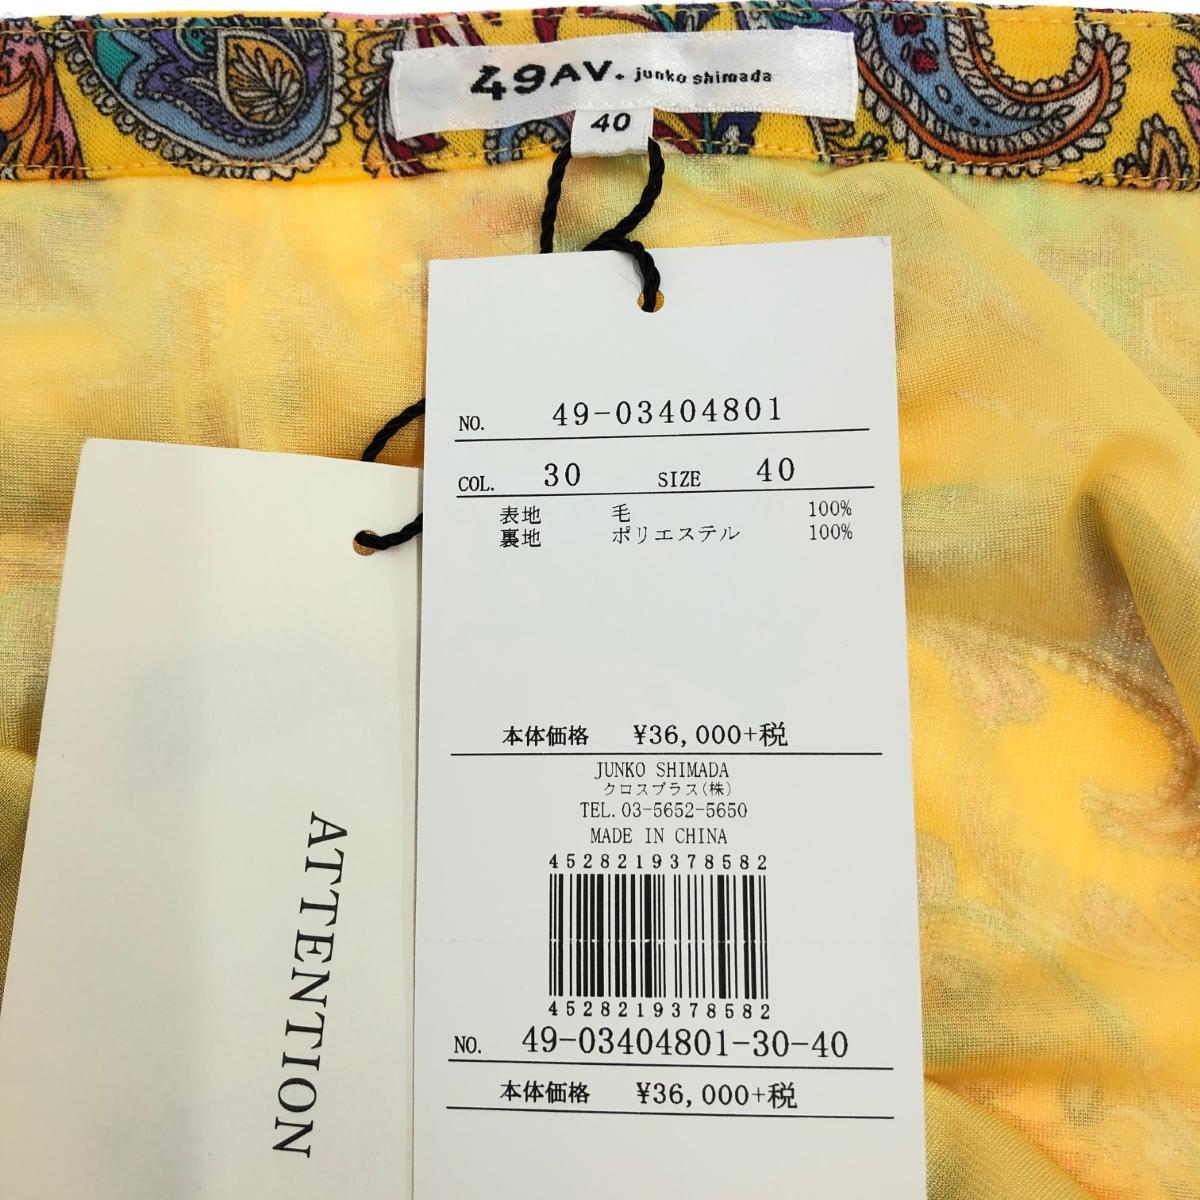 49AV. junko shimada
40
NO. 49-03404801
COL. 30 SIZE 40
表地 毛 100%
裏地 ポリエステル 100%
本体価格 ¥36,000+税
JUNKO SHIMADA
クロスプラス(株)
TEL. 03-5652-5650
MADE IN CHINA
4528219378582
4528219378582
NO. 49-03404801-30-40
本体価格 ¥36,000+税
ATTENTION